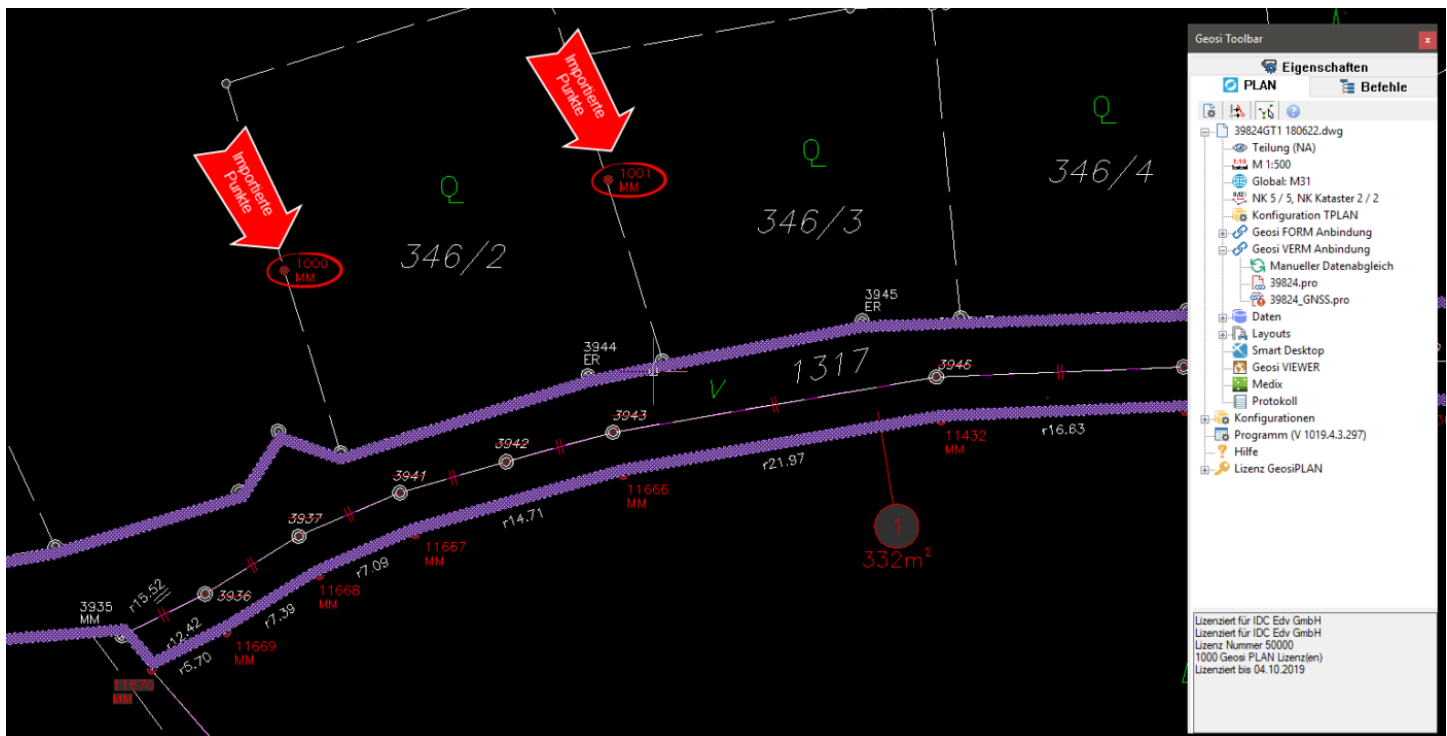 Importierte
Punkte
Importierte
Punkte
1000
MM
1001
MM
Q
346/2
Q
346/3
Q
346/4
3945
ER
3944
ER
1317
V
3946
3943
3942
3941
3937
3936
3935
MM
r15.52
r12.42
r5.70
r7.39
r7.09
r14.71
r21.97
r16.63
11432
MM
11666
MM
11667
MM
11668
MM
11669
MM
11670
MM
1
332m²
Geosi Toolbar
x
Eigenschaften
PLAN
Befehle
39824GT1 180622.dwg
Teilung (NA)
M 1:500
Global: M31
NK 5 / 5, NK Kataster 2 / 2
Konfiguration TPLAN
Geosi FORM Anbindung
Geosi VERM Anbindung
Manueller Datenabgleich
39824.pro
39824_GNSS.pro
Daten
Layouts
Smart Desktop
Geosi VIEWER
Medix
Protokoll
Konfigurationen
Programm (V 1019.4.3.297)
Hilfe
Lizenz GeosiPLAN
Lizenziert für IDC Edv GmbH
Lizenziert für IDC Edv GmbH
Lizenz Nummer 50000
1000 Geosi PLAN Lizenz(en)
Lizenziert bis 04.10.2019